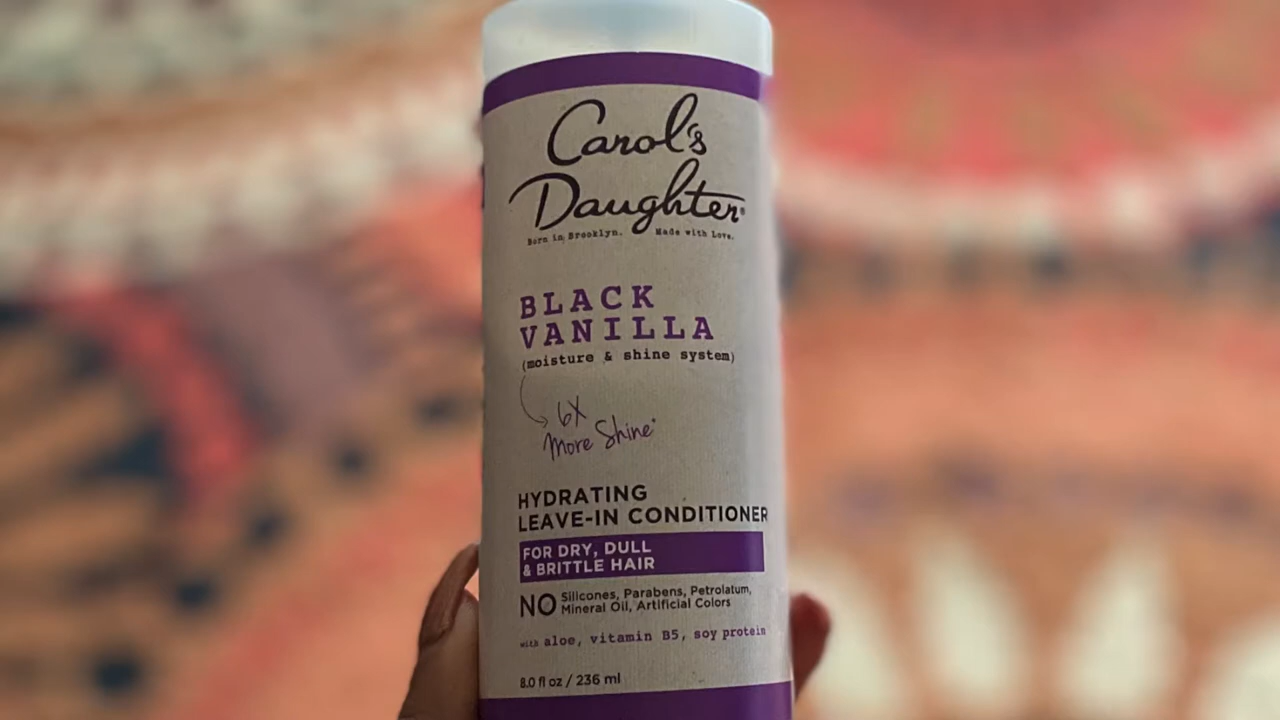 Carol's
Daughter®
Born in Brooklyn. Made with Love.
BLACK
VANILLA
(moisture & shine system)
6X
More Shine*
HYDRATING
LEAVE-IN CONDITIONER
FOR DRY, DULL
& BRITTLE HAIR
NO Silicones, Parabens, Petrolatum,
Mineral Oil, Artificial Colors
with aloe, vitamin B5, soy protein
8.0 fl oz / 236 ml